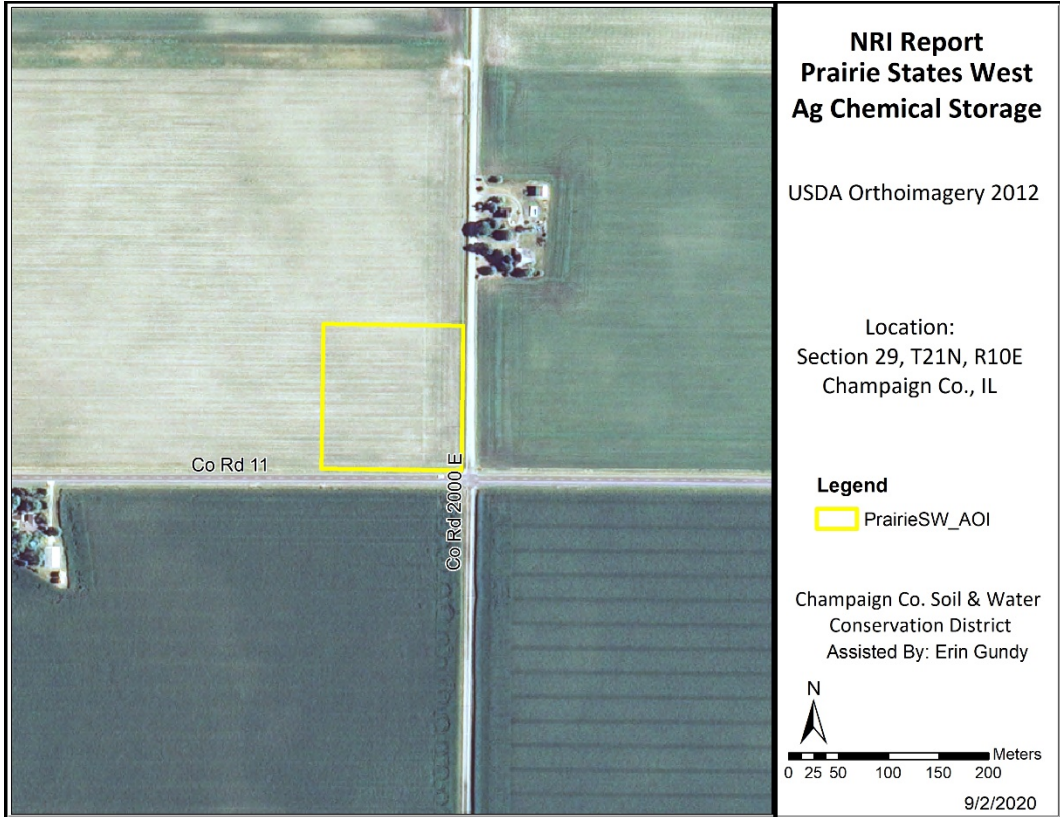 NRI Report
Prairie States West
Ag Chemical Storage
USDA Orthoimagery 2012
Location:
Section 29, T21N, R10E
Champaign Co., IL
Co Rd 11
Co Rd 2000 E
Legend
PrairieSW_AOI
Champaign Co. Soil & Water
Conservation District
Assisted By: Erin Gundy
N
Meters
0 25 50 100 150 200
9/2/2020